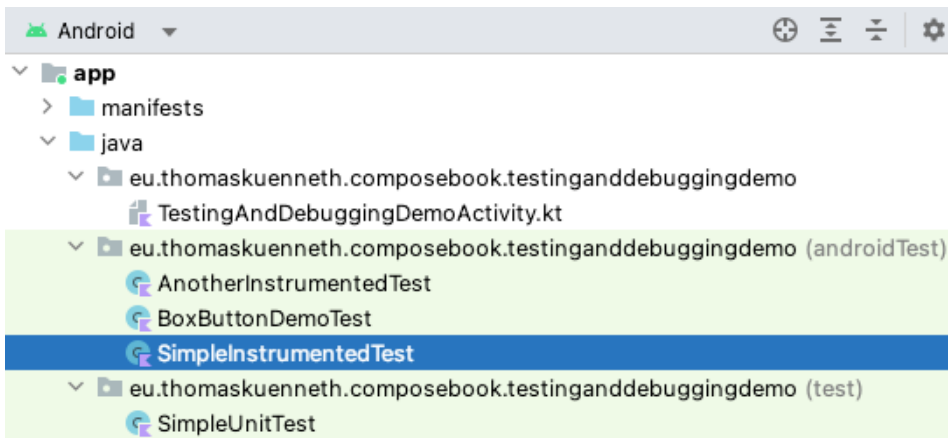 Android
app
manifests
java
eu.thomaskuenneth.composebook.testinganddebuggingdemo
TestingAndDebuggingDemoActivity.kt
eu.thomaskuenneth.composebook.testinganddebuggingdemo (androidTest)
AnotherInstrumentedTest
BoxButtonDemoTest
SimpleInstrumentedTest
eu.thomaskuenneth.composebook.testinganddebuggingdemo (test)
SimpleUnitTest